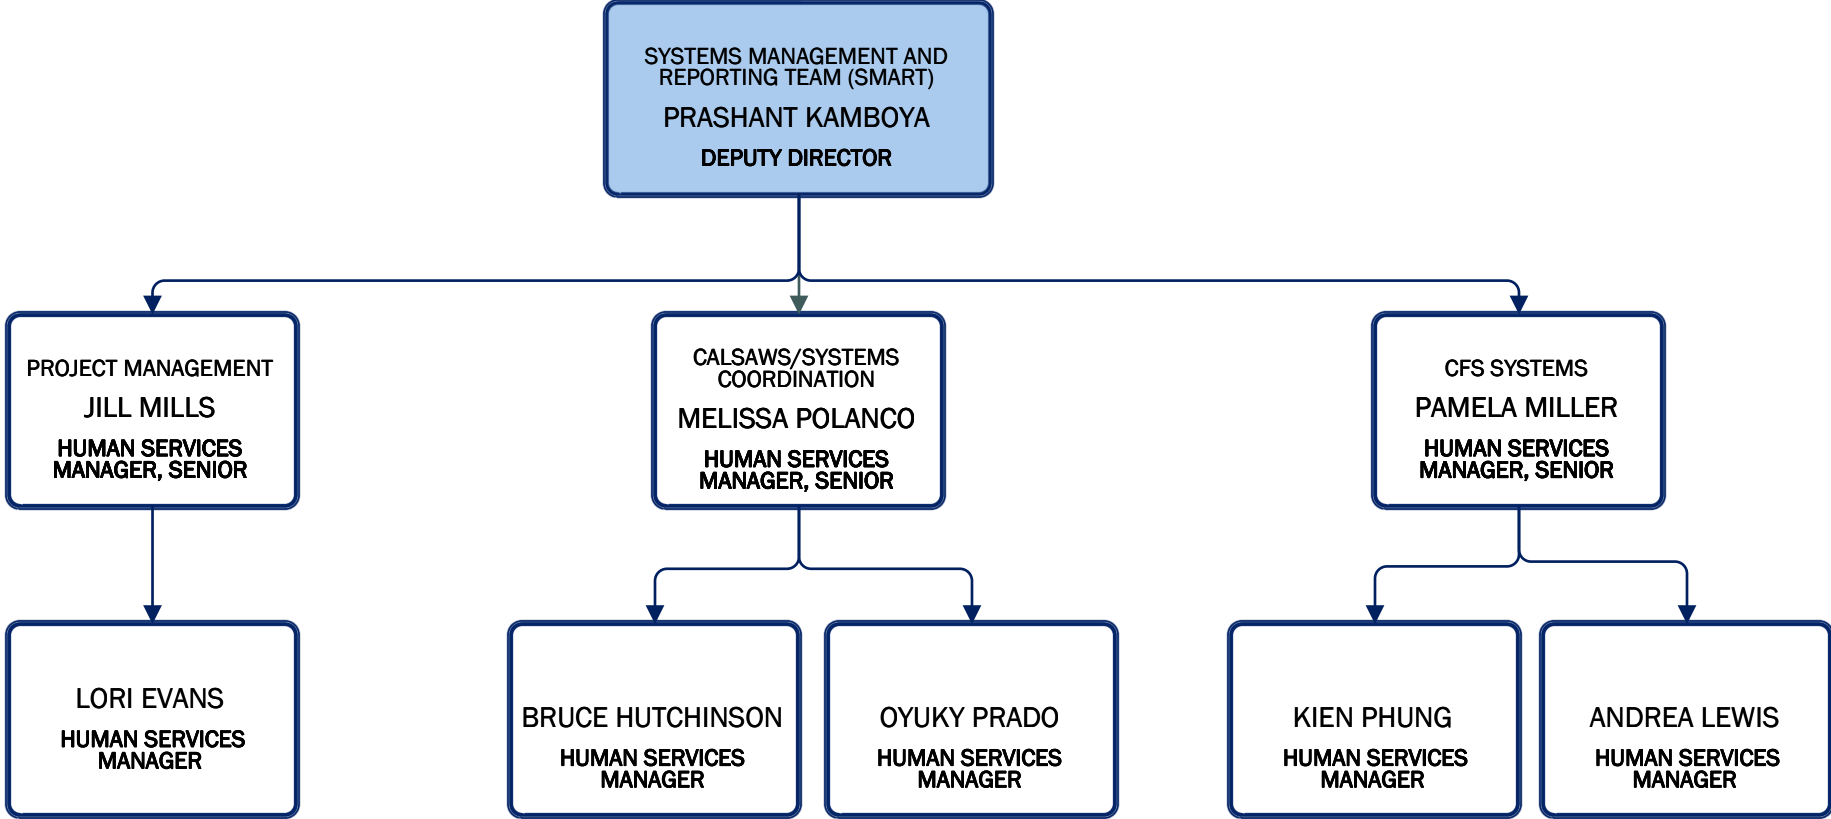 SYSTEMS MANAGEMENT AND
REPORTING TEAM (SMART)
PRASHANT KAMBOYA
DEPUTY DIRECTOR
PROJECT MANAGEMENT
JILL MILLS
HUMAN SERVICES
MANAGER, SENIOR
CALSAWS/SYSTEMS
COORDINATION
MELISSA POLANCO
HUMAN SERVICES
MANAGER, SENIOR
CFS SYSTEMS
PAMELA MILLER
HUMAN SERVICES
MANAGER, SENIOR
LORI EVANS
HUMAN SERVICES
MANAGER
BRUCE HUTCHINSON
HUMAN SERVICES
MANAGER
OYUKY PRADO
HUMAN SERVICES
MANAGER
KIEN PHUNG
HUMAN SERVICES
MANAGER
ANDREA LEWIS
HUMAN SERVICES
MANAGER